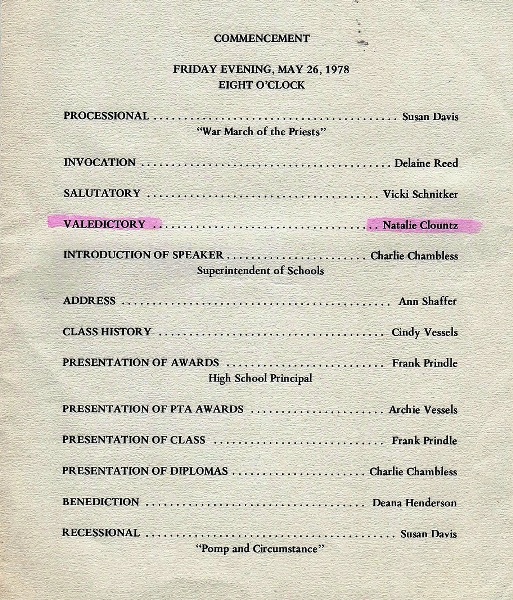 COMMENCEMENT
FRIDAY EVENING, MAY 26, 1978
EIGHT O'CLOCK
PROCESSIONAL ........................................ Susan Davis
"War March of the Priests"
INVOCATION ........................................ Delaine Reed
SALUTATORY ..................................... Vicki Schnitker
VALEDICTORY ................................... Natalie Clountz
INTRODUCTION OF SPEAKER ...................... Charlie Chambless
Superintendent of Schools
ADDRESS .......................................... Ann Shaffer
CLASS HISTORY ................................... Cindy Vessels
PRESENTATION OF AWARDS .......................... Frank Prindle
High School Principal
PRESENTATION OF PTA AWARDS ..................... Archie Vessels
PRESENTATION OF CLASS ........................... Frank Prindle
PRESENTATION OF DIPLOMAS ..................... Charlie Chambless
BENEDICTION .................................... Deana Henderson
RECESSIONAL ......................................... Susan Davis
"Pomp and Circumstance"